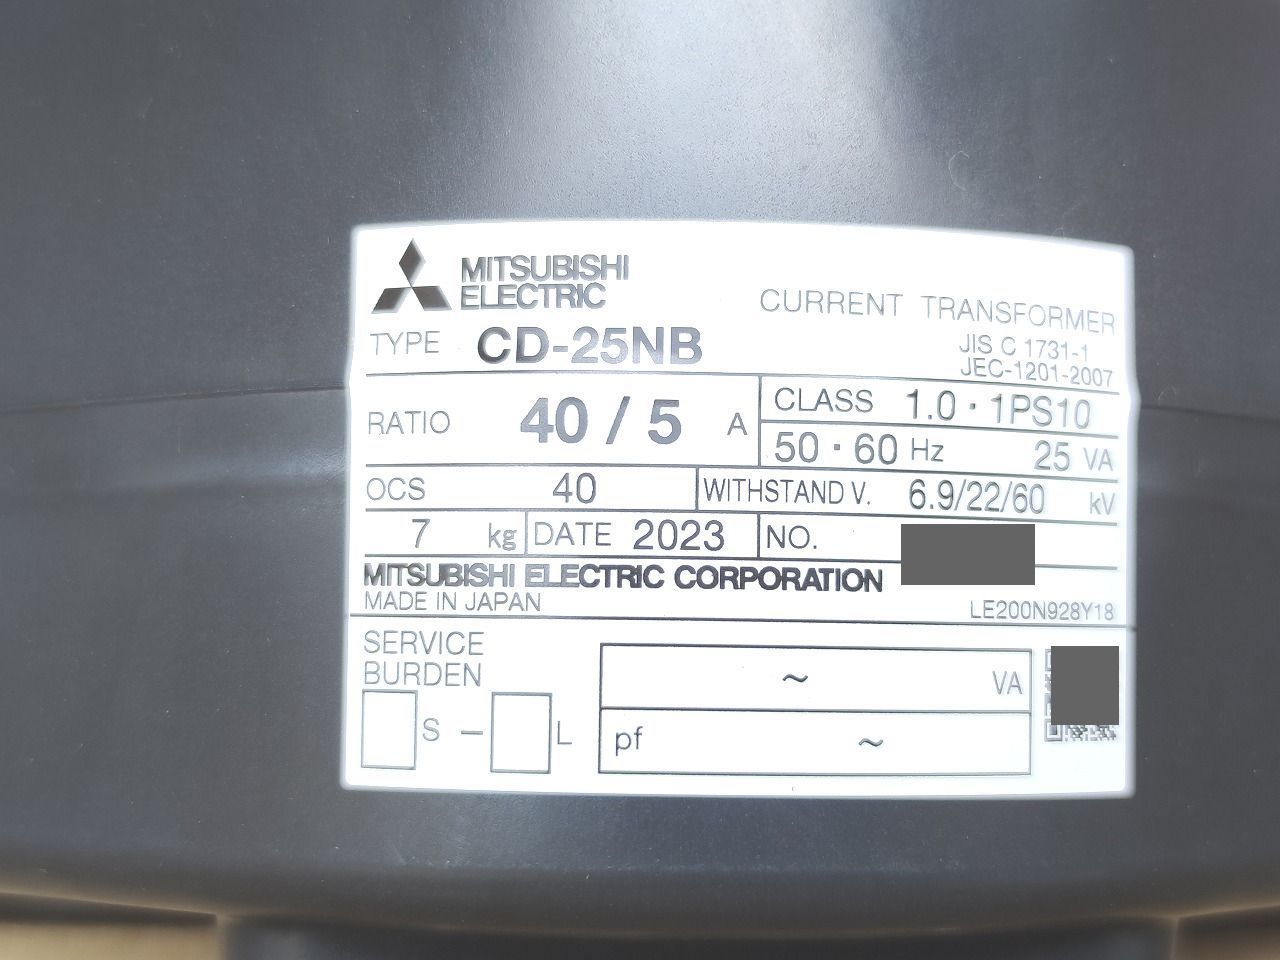 MITSUBISHI
ELECTRIC
CURRENT TRANSFORMER
TYPE CD-25NB
JIS C 1731-1
JEC-1201-2007
RATIO 40 / 5 A
CLASS 1.0・1PS10
50・60 Hz 25 VA
OCS 40 WITHSTAND V. 6.9/22/60 kV
7 kg DATE 2023 NO.
MITSUBISHI ELECTRIC CORPORATION
MADE IN JAPAN LE200N928Y18
SERVICE
BURDEN
~ VA
S – L
pf ~